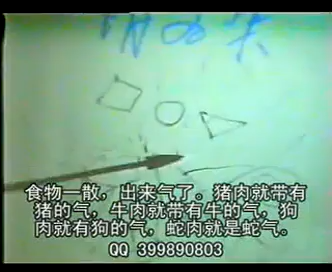 食物一散，出来气了。猪肉就带有
猪的气，牛肉就带有牛的气，狗
肉就有狗的气，蛇肉就是蛇气。
QQ 399890803